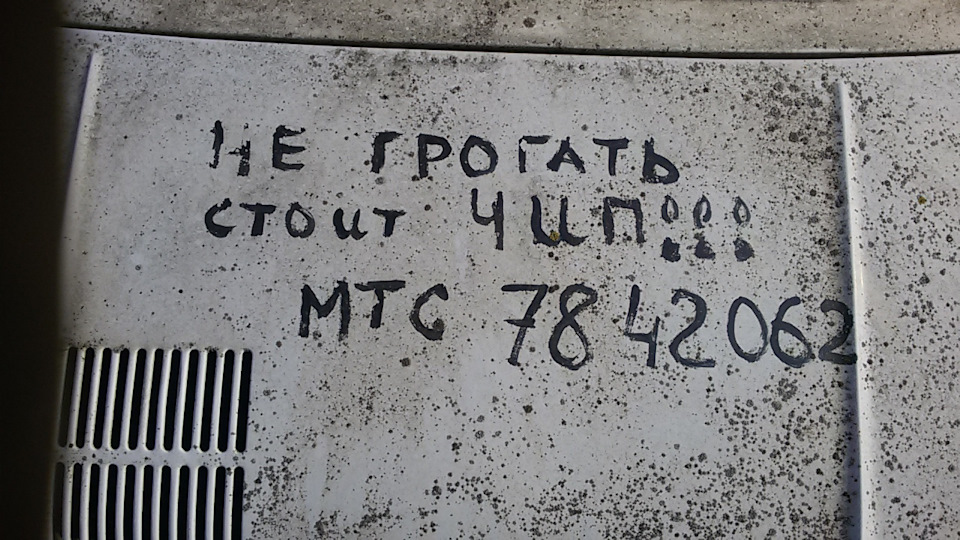 НЕ ТРОГАТЬ
стоит ЧИП!!!
МТС 7842062